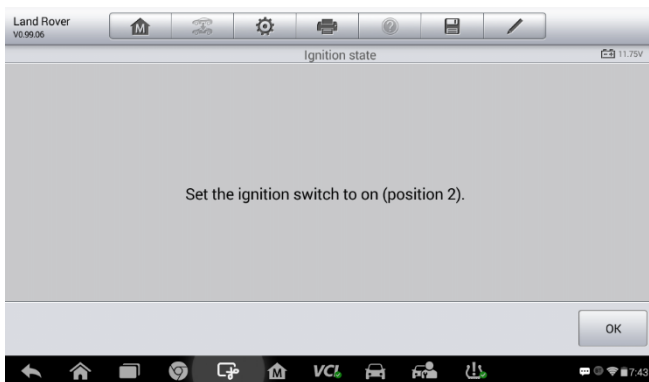 Land Rover
V0.99.06
M
?
Ignition state
11.75V
Set the ignition switch to on (position 2).
OK
M
VCI
7:43